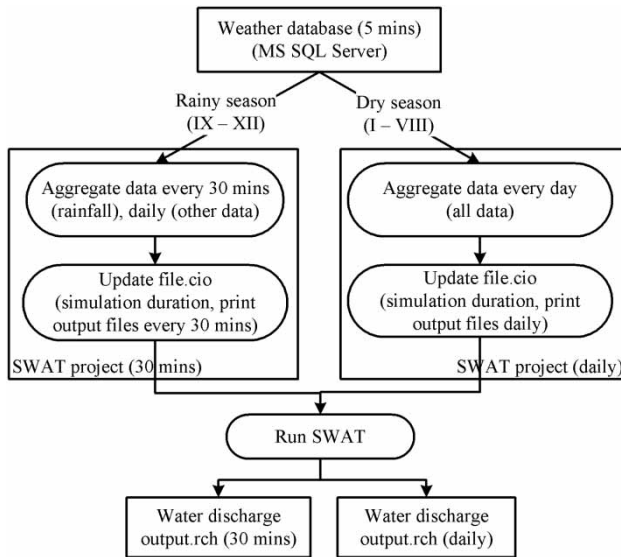 Weather database (5 mins)
(MS SQL Server)
Rainy season
(IX – XII)
Dry season
(I – VIII)
Aggregate data every 30 mins
(rainfall), daily (other data)
Aggregate data every day
(all data)
Update file.cio
(simulation duration, print
output files every 30 mins)
Update file.cio
(simulation duration, print
output files daily)
SWAT project (30 mins)
SWAT project (daily)
Run SWAT
Water discharge
output.rch (30 mins)
Water discharge
output.rch (daily)